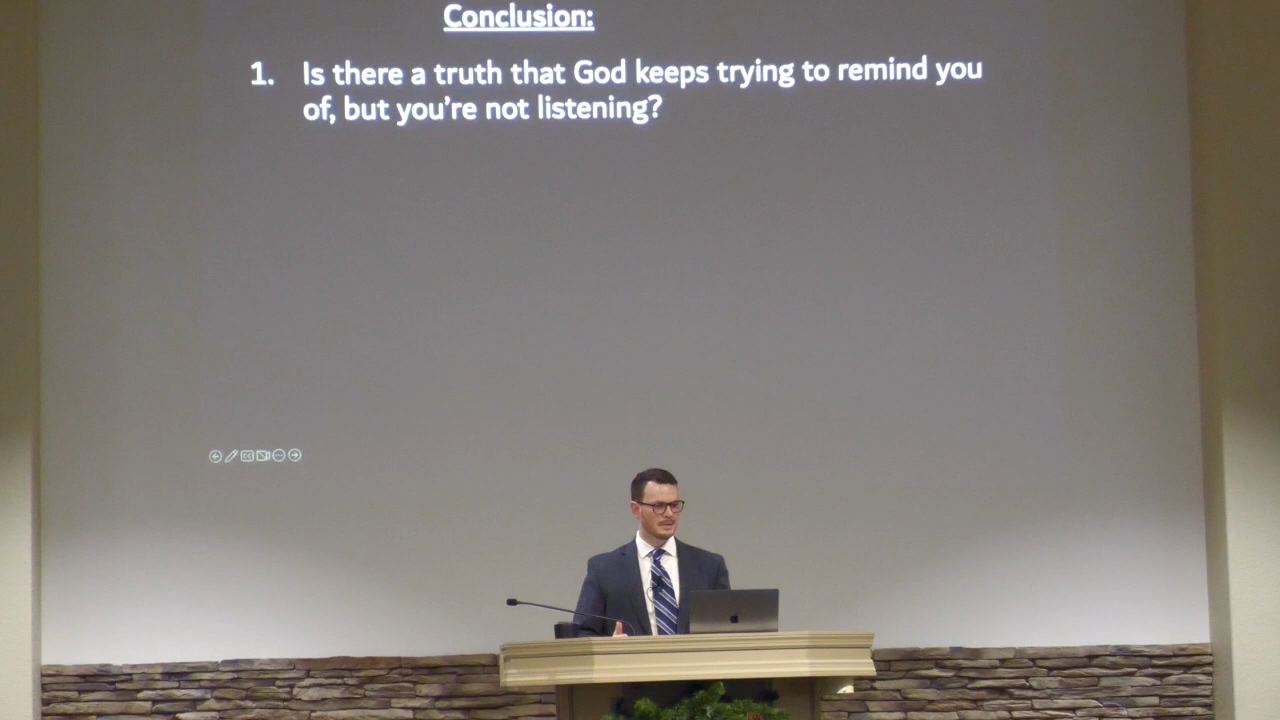 Conclusion:
1. Is there a truth that God keeps trying to remind you
of, but you're not listening?